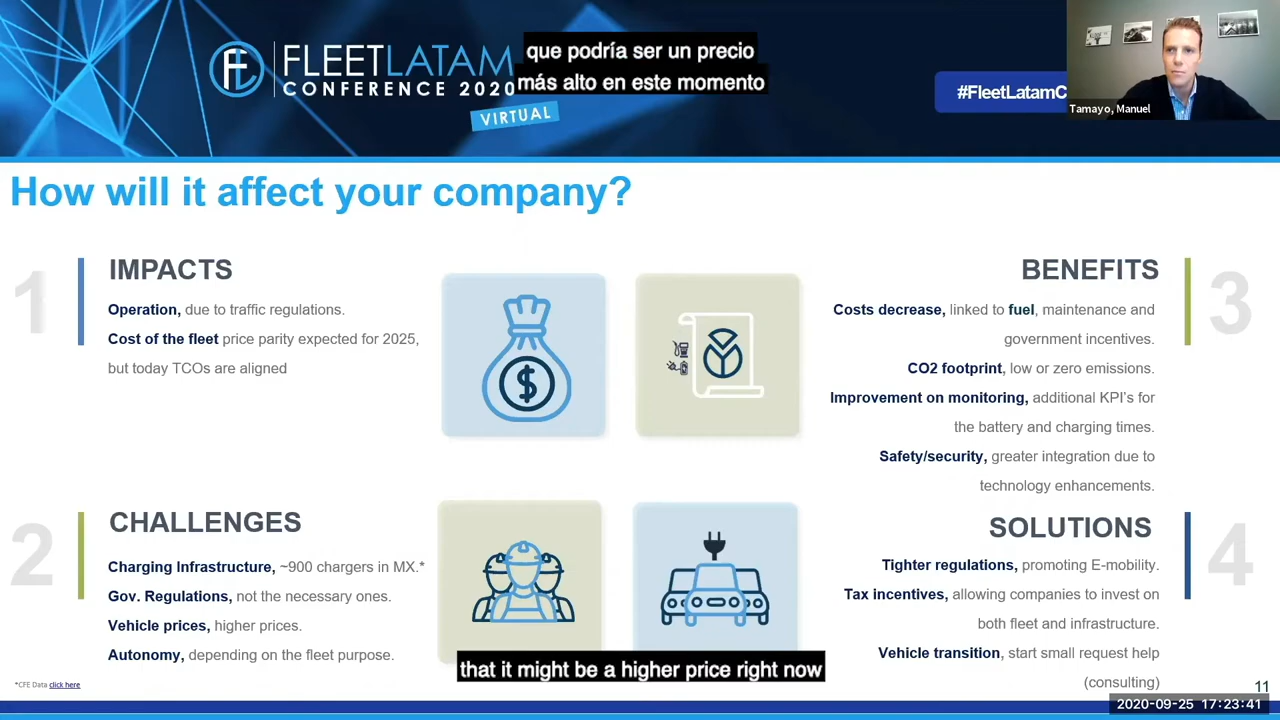 FLEETLATAM
CONFERENCE 2020
VIRTUAL
que podría ser un precio
más alto en este momento
#FleetLatamC
Tamayo, Manuel
How will it affect your company?
1
IMPACTS
Operation, due to traffic regulations.
Cost of the fleet price parity expected for 2025,
but today TCOs are aligned
2
CHALLENGES
Charging Infrastructure, ~900 chargers in MX.*
Gov. Regulations, not the necessary ones.
Vehicle prices, higher prices.
Autonomy, depending on the fleet purpose.
*CFE Data click here
$
BENEFITS
3
Costs decrease, linked to fuel, maintenance and
government incentives.
CO2 footprint, low or zero emissions.
Improvement on monitoring, additional KPI's for
the battery and charging times.
Safety/security, greater integration due to
technology enhancements.
SOLUTIONS
4
Tighter regulations, promoting E-mobility.
Tax incentives, allowing companies to invest on
both fleet and infrastructure.
Vehicle transition, start small request help
(consulting)
that it might be a higher price right now
11
2020-09-25 17:23:41